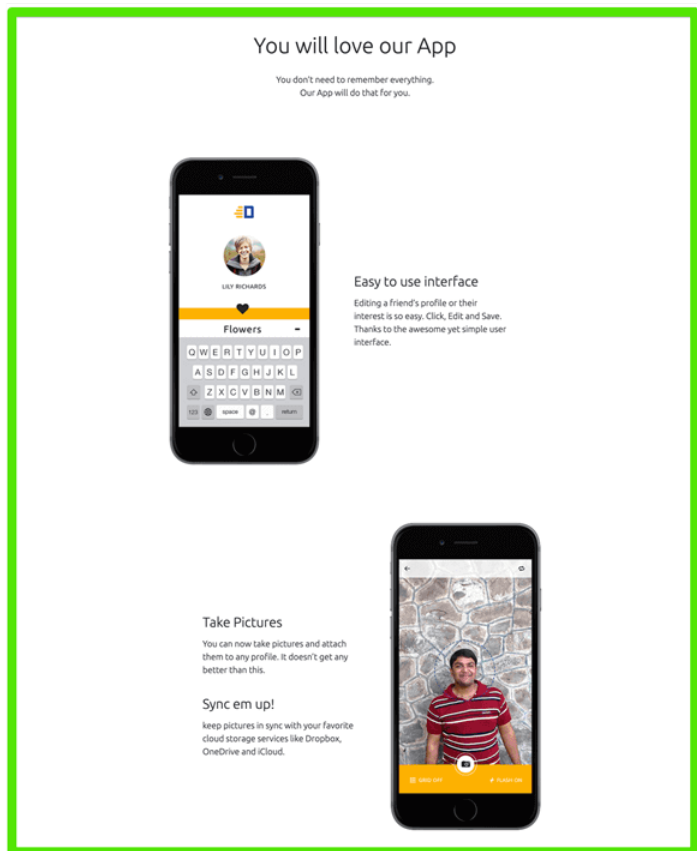 You will love our App
You don't need to remember everything.
Our App will do that for you.
LILY RICHARDS
Flowers
Q W E R T Y U I O P
A S D F G H J K L
Z X C V B N M
123 space @ . return
Easy to use interface
Editing a friend's profile or their
interest is so easy. Click, Edit and Save.
Thanks to the awesome yet simple user
interface.
Take Pictures
You can now take pictures and attach
them to any profile. It doesn't get any
better than this.
Sync em up!
keep pictures in sync with your favorite
cloud storage services like Dropbox,
OneDrive and iCloud.
GRID OFF
FLASH ON